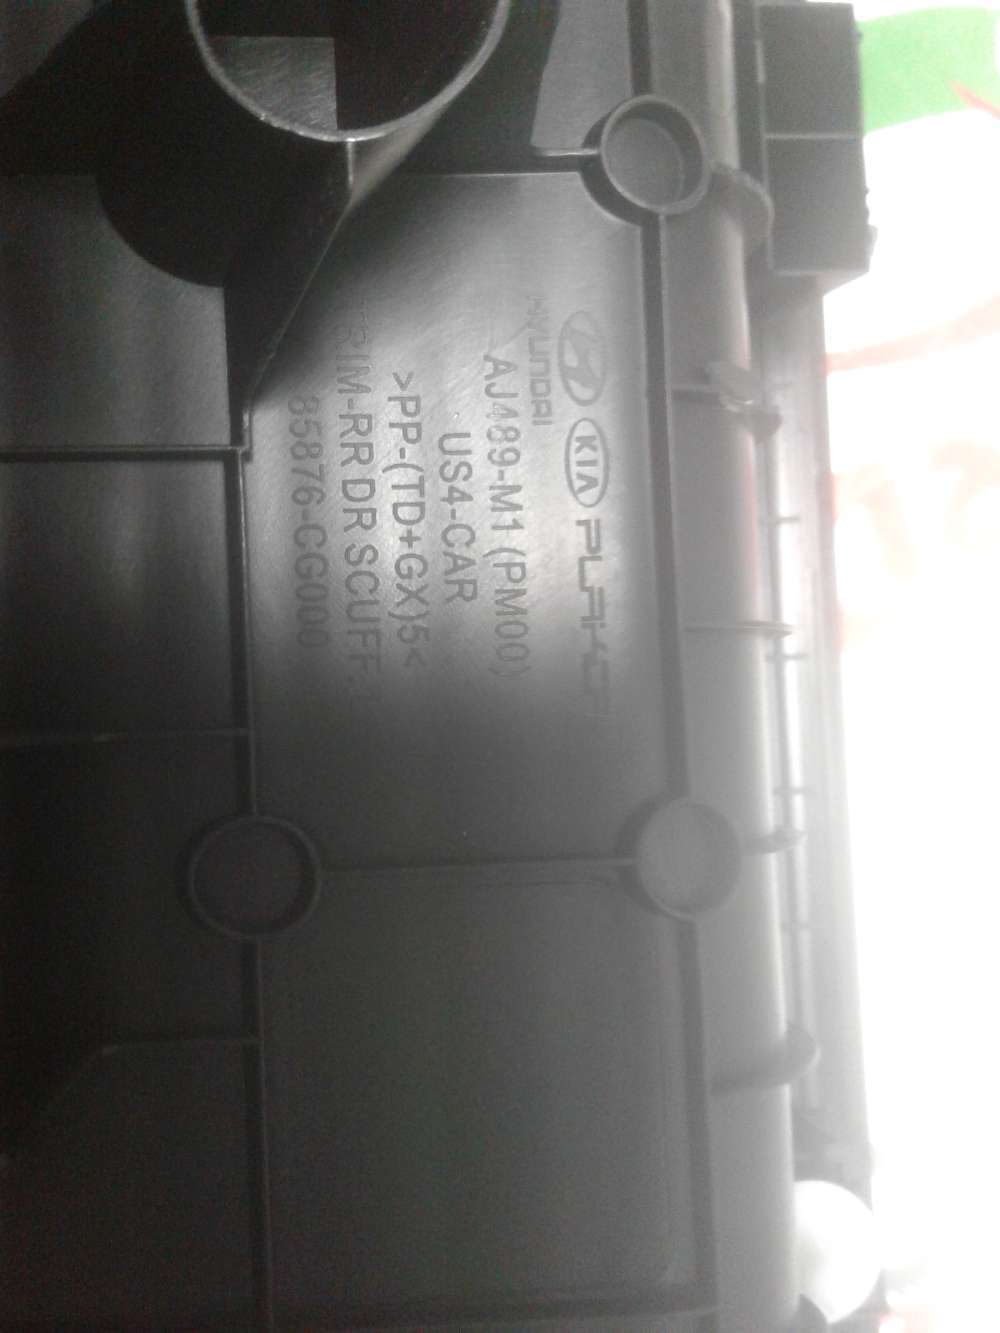 HYUNDAI KIA PLAKOR
AJ489-M1 (PM00)
US4-CAR
>PP-(TD+GX)5<
TRIM-RR DR SCUFF
85876-CG000